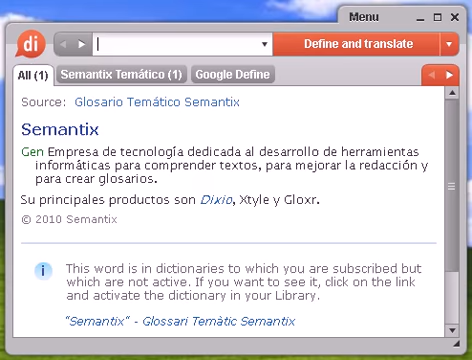 Menu
di
Define and translate
All (1)
Semantix Temático (1)
Google Define
Source: Glosario Temático Semantix
Semantix
Gen Empresa de tecnología dedicada al desarrollo de herramientas
informáticas para comprender textos, para mejorar la redacción y
para crear glosarios.
Su principales productos son Dixio, Xtyle y Gloxr.
© 2010 Semantix
i
This word is in dictionaries to which you are subscribed but
which are not active. If you want to see it, click on the link
and activate the dictionary in your Library.
"Semantix" - Glossari Temàtic Semantix